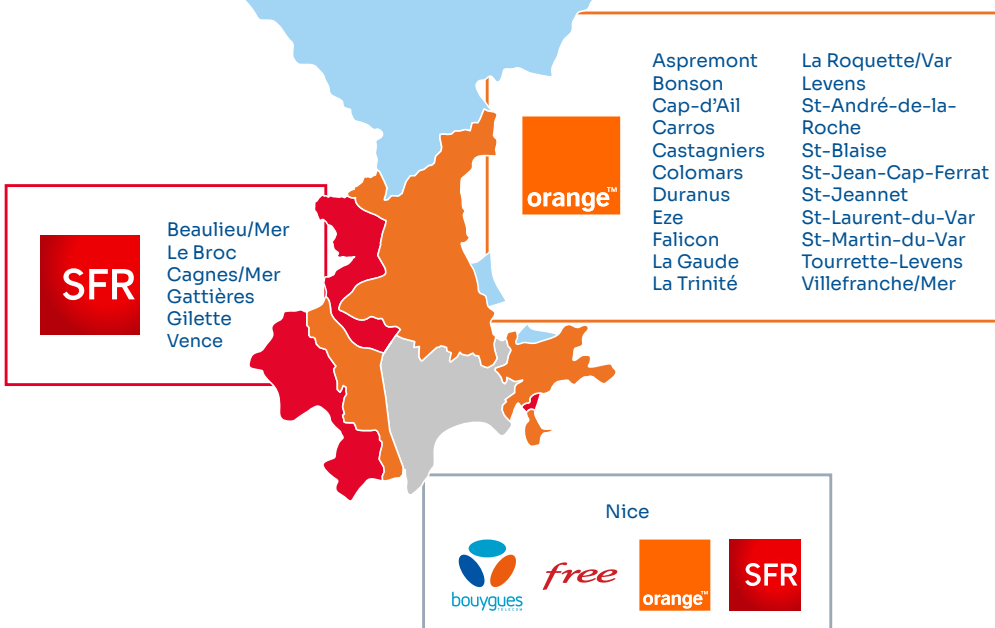 Aspremont
Bonson
Cap-d'Ail
Carros
Castagniers
Colomars
Duranus
Eze
Falicon
La Gaude
La Trinité
La Roquette/Var
Levens
St-André-de-la-
Roche
St-Blaise
St-Jean-Cap-Ferrat
St-Jeannet
St-Laurent-du-Var
St-Martin-du-Var
Tourrette-Levens
Villefranche/Mer
orange™
SFR
Beaulieu/Mer
Le Broc
Cagnes/Mer
Gattières
Gilette
Vence
Nice
bouygues
TELECOM
free
orange™
SFR